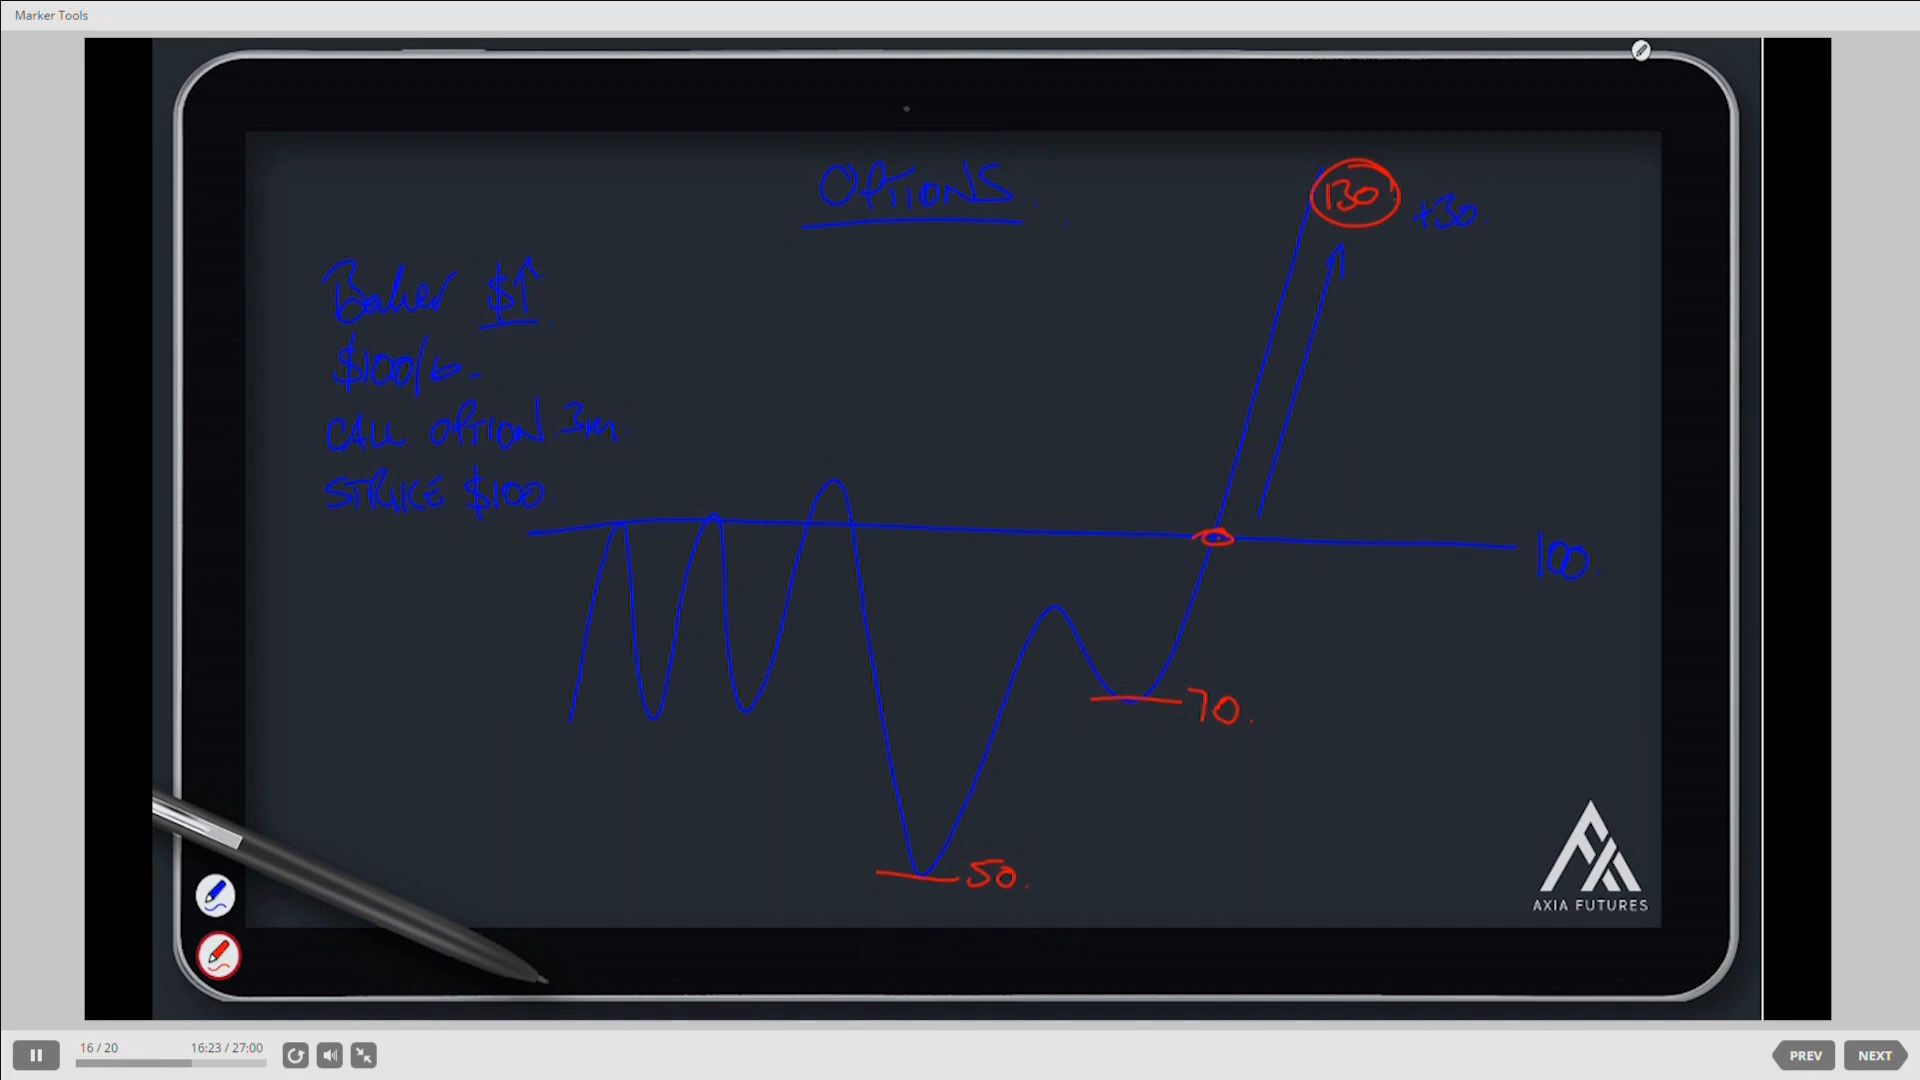 Marker Tools
OPTIONS
130
+30
Baker $↑
$100/b.
CALL OPTION 3m.
STRIKE $100.
100.
70.
50.
AXIA FUTURES
16 / 20
16:23 / 27:00
PREV
NEXT